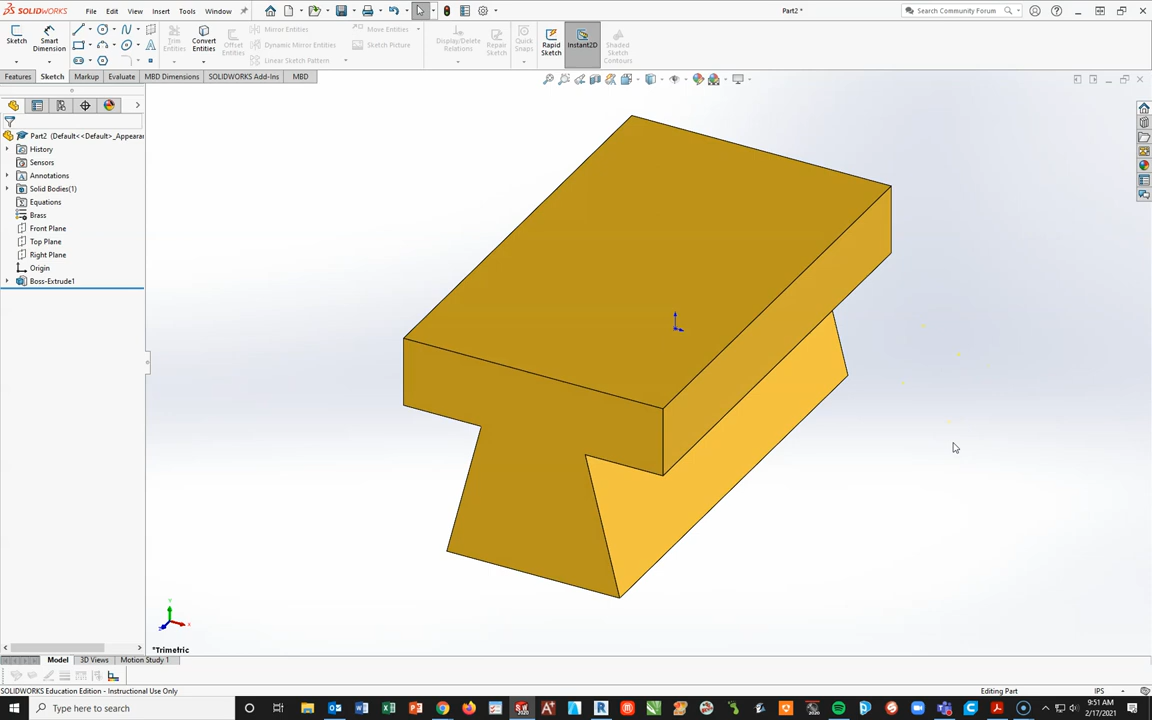 SOLIDWORKS File Edit View Insert Tools Window Part2 * Search Community Forum
Sketch Smart Dimension Trim Entities Convert Entities Offset Entities Mirror Entities Dynamic Mirror Entities Linear Sketch Pattern Move Entities Sketch Picture Display/Delete Relations Repair Sketch Quick Snaps Rapid Sketch Instant2D Shaded Sketch Contours
Features Sketch Markup Evaluate MBD Dimensions SOLIDWORKS Add-Ins MBD
Part2 (Default<<Default>_Appearan
History
Sensors
Annotations
Solid Bodies(1)
Equations
Brass
Front Plane
Top Plane
Right Plane
Origin
Boss-Extrude1
Y
X
Z
*Trimetric
Model 3D Views Motion Study 1
SOLIDWORKS Education Edition - Instructional Use Only Editing Part IPS
Type here to search 9:51 AM
2/17/2021